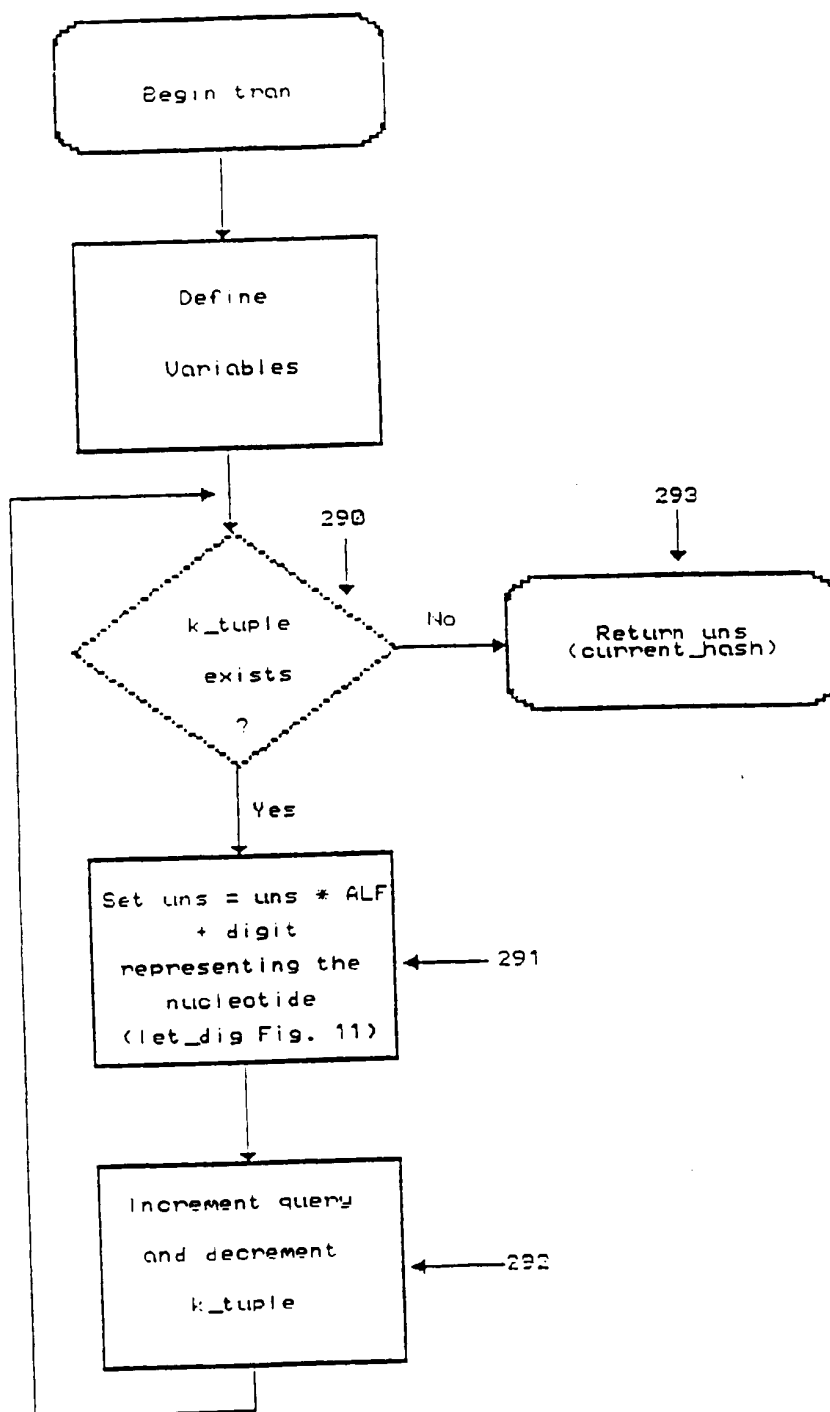 Begin tran
Define
Variables
290
293
k_tuple
exists
?
No
Return uns
(current_hash)
Yes
Set uns = uns * ALF
+ digit
representing the
nucleotide
(let_dig Fig. 11)
291
Increment query
and decrement
k_tuple
292